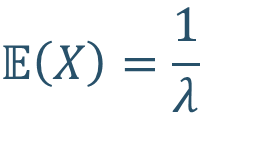 𝔼(X) = 1/λ